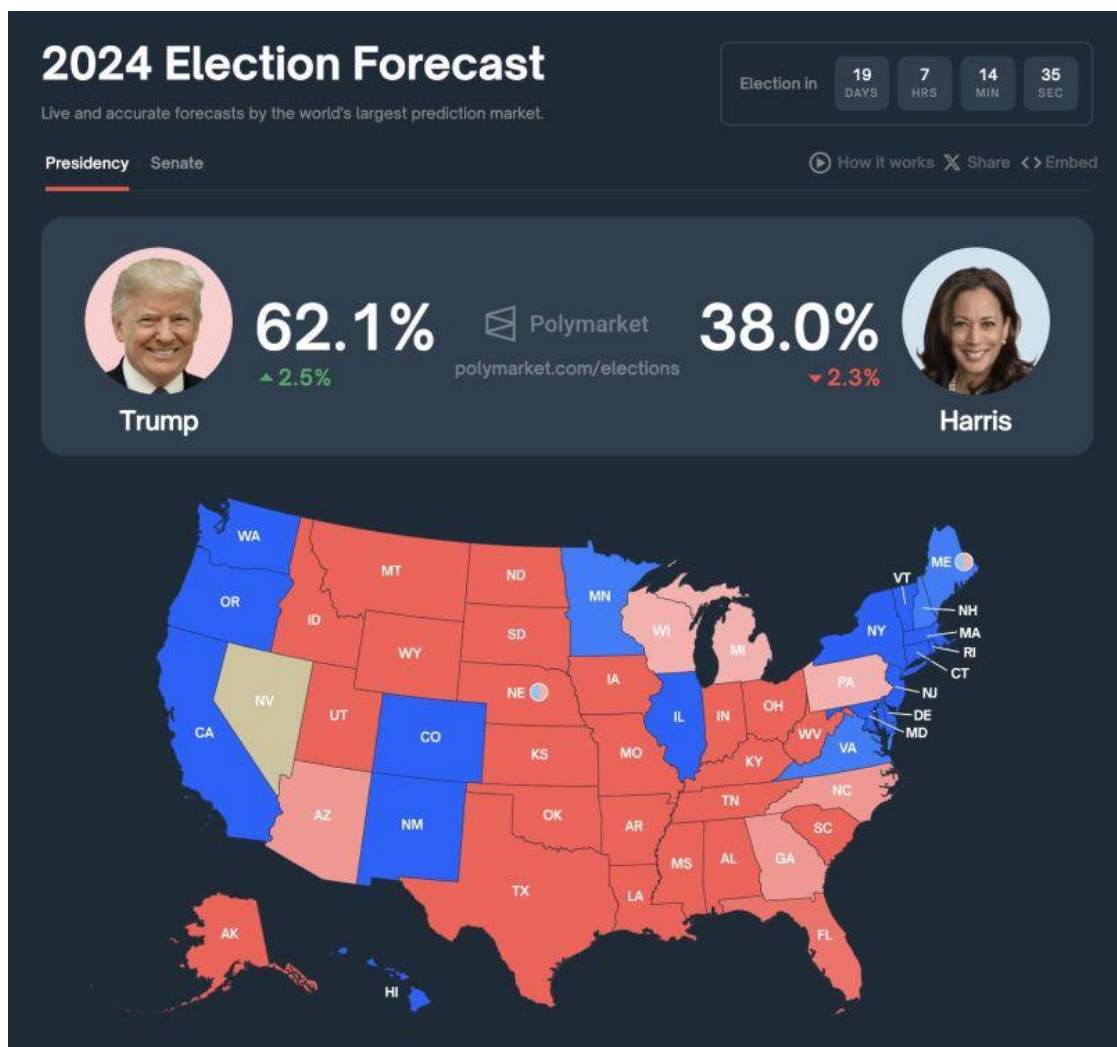 2024 Election Forecast
Live and accurate forecasts by the world's largest prediction market.
Election in
19 7 14 35
DAYS HRS MIN SEC
Presidency Senate
How it works Share Embed
62.1% Polymarket 38.0%
2.5% polymarket.com/elections 2.3%
Trump Harris
WA
MT
ND
MN
ME
VT
OR
ID
SD
WI
NY
NH
MA
WY
MI
RI
CT
NE
IA
PA
NJ
NV
UT
CO
IL
IN
OH
DE
MD
CA
KS
MO
WV
VA
KY
AZ
NM
OK
TN
NC
AR
SC
MS
AL
GA
TX
LA
FL
AK
HI